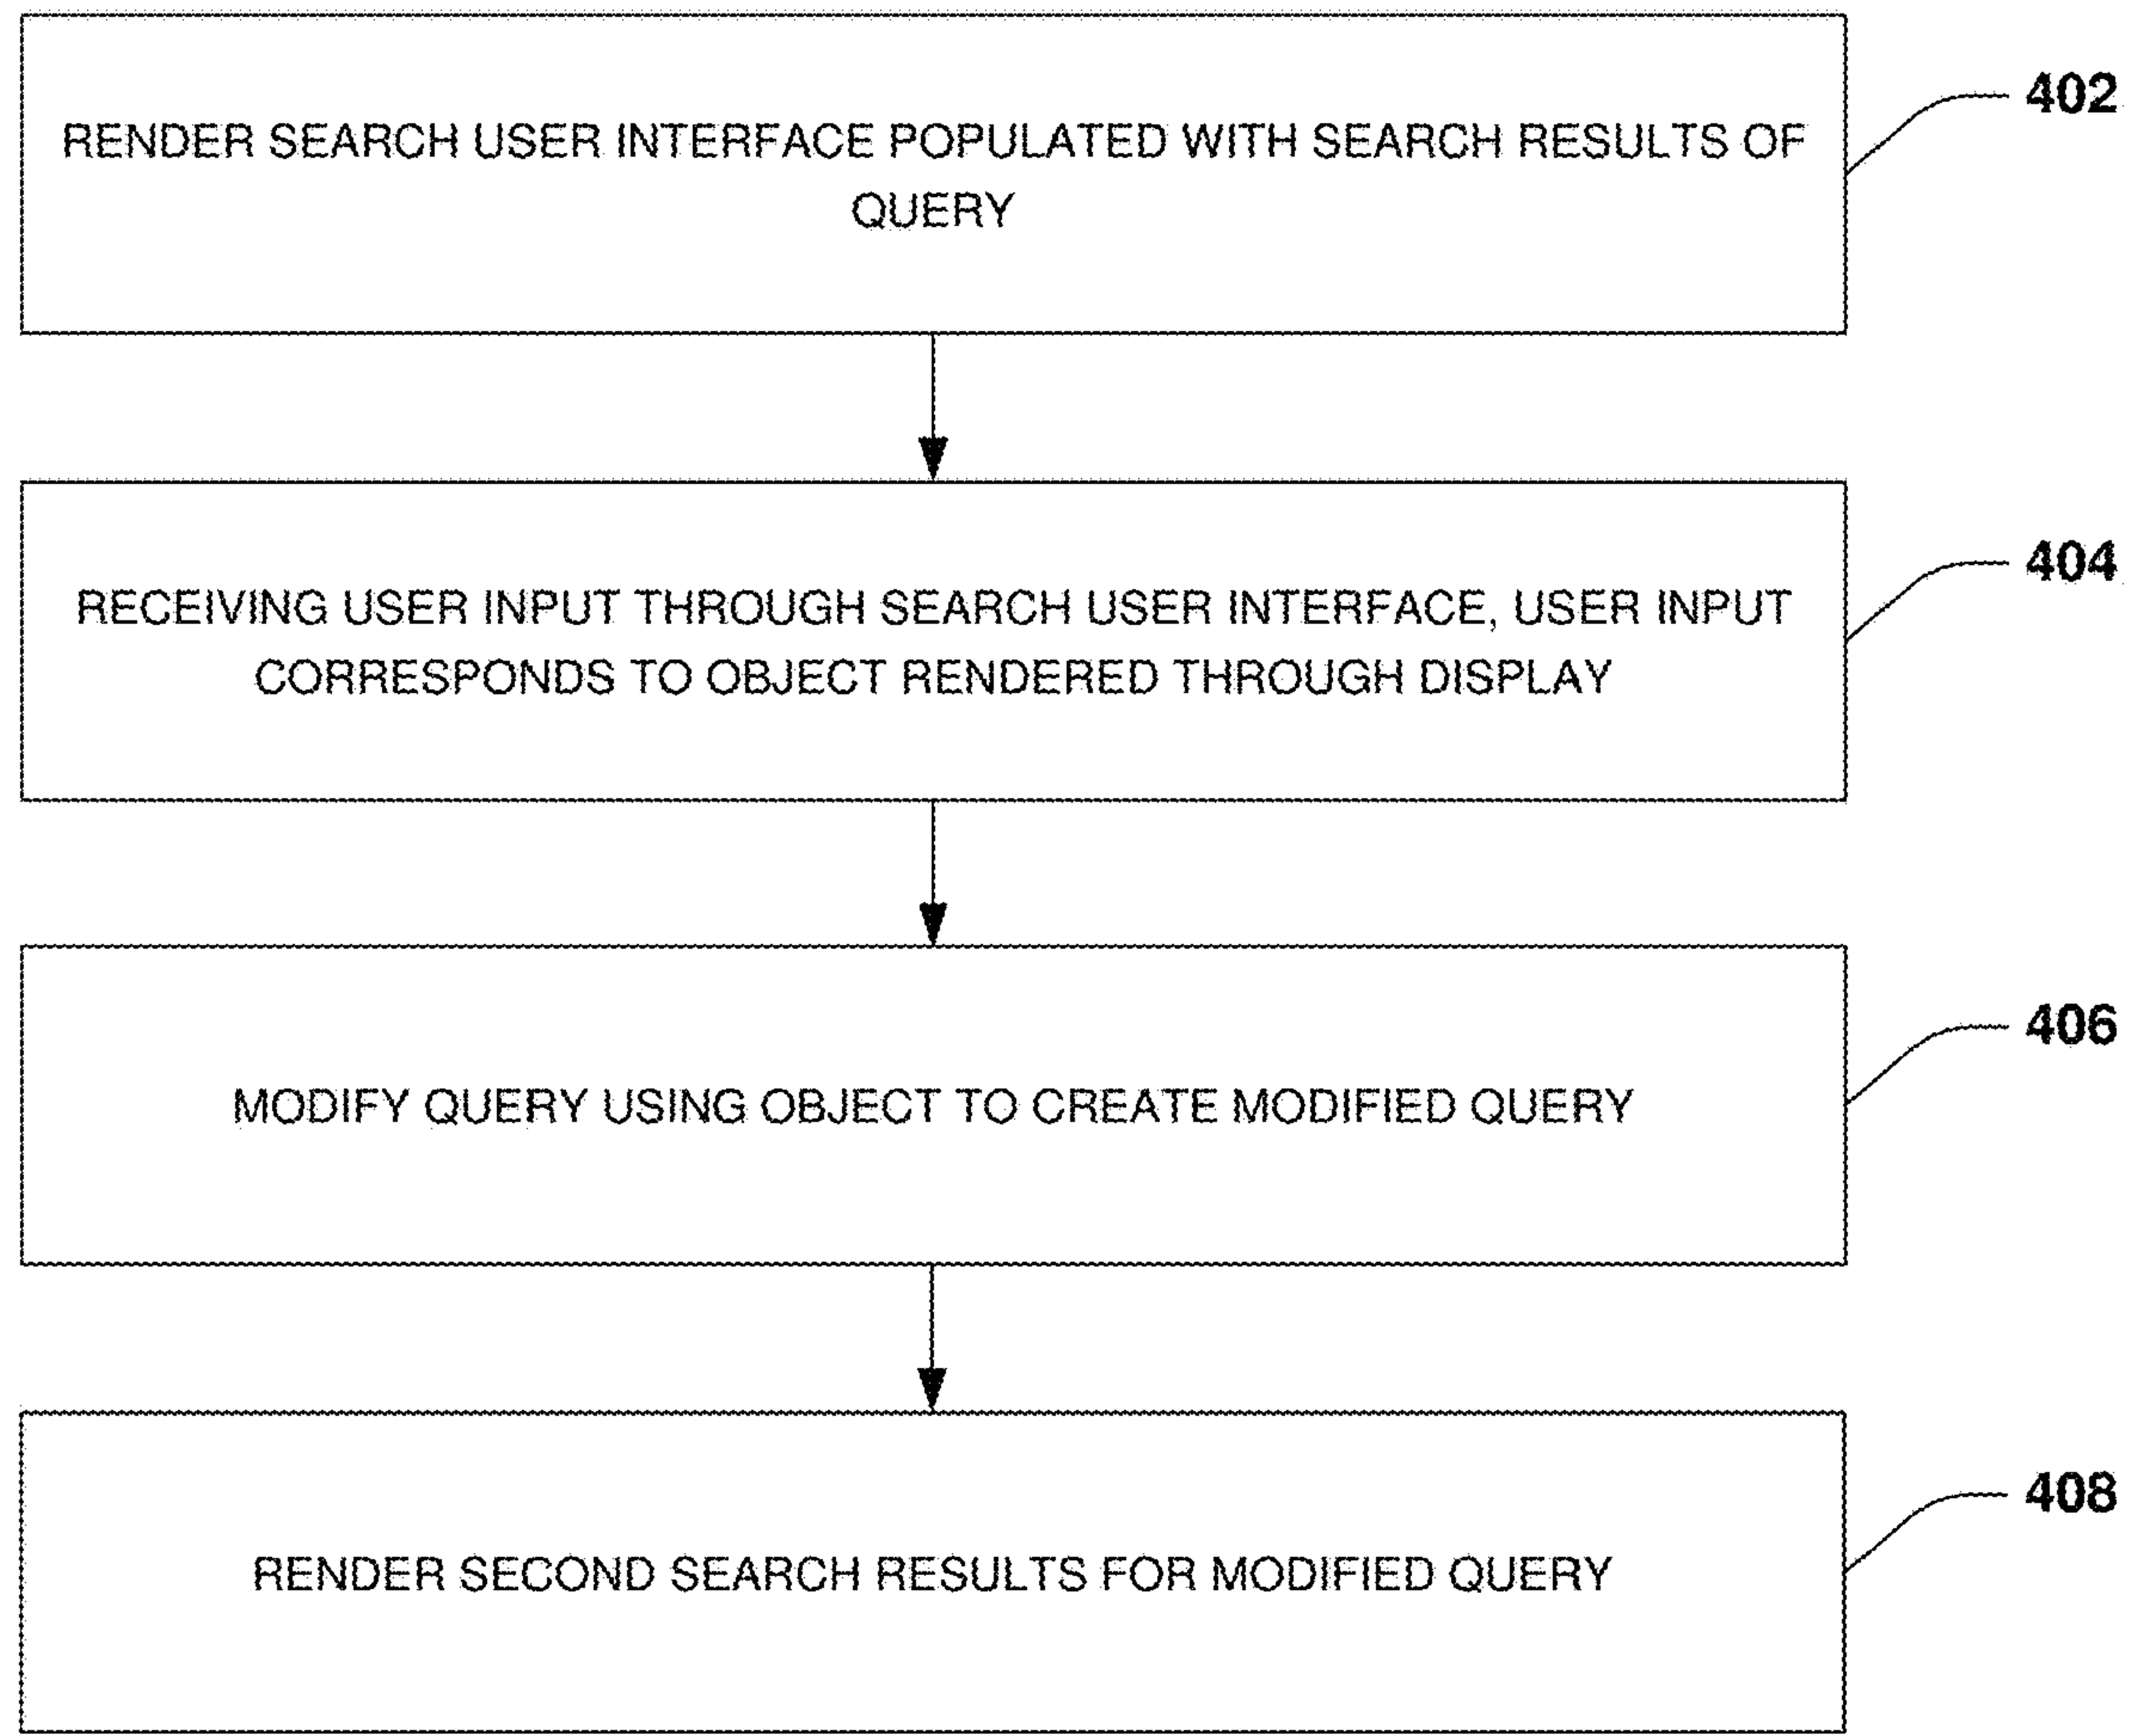 RENDER SEARCH USER INTERFACE POPULATED WITH SEARCH RESULTS OF
QUERY
402
RECEIVING USER INPUT THROUGH SEARCH USER INTERFACE, USER INPUT
CORRESPONDS TO OBJECT RENDERED THROUGH DISPLAY
404
MODIFY QUERY USING OBJECT TO CREATE MODIFIED QUERY
406
RENDER SECOND SEARCH RESULTS FOR MODIFIED QUERY
408